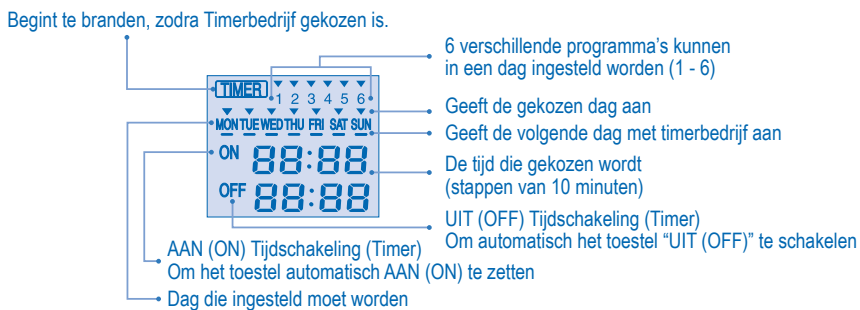 Begint te branden, zodra Timerbedrijf gekozen is.
6 verschillende programma's kunnen
in een dag ingesteld worden (1 - 6)
TIMER 1 2 3 4 5 6
Geeft de gekozen dag aan
MON TUE WED THU FRI SAT SUN
Geeft de volgende dag met timerbedrijf aan
ON 88:88
De tijd die gekozen wordt
(stappen van 10 minuten)
OFF 88:88
UIT (OFF) Tijdschakeling (Timer)
Om automatisch het toestel “UIT (OFF)” te schakelen
AAN (ON) Tijdschakeling (Timer)
Om het toestel automatisch AAN (ON) te zetten
Dag die ingesteld moet worden